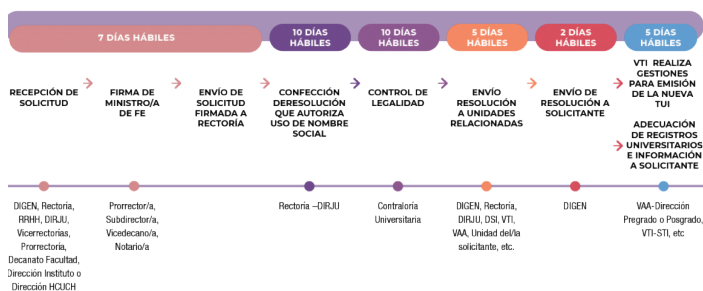 7 DÍAS HÁBILES
10 DÍAS
HÁBILES
10 DÍAS
HÁBILES
5 DÍAS
HÁBILES
2 DÍAS
HÁBILES
5 DÍAS
HÁBILES
RECEPCIÓN DE
SOLICITUD
FIRMA DE
MINISTRO/A
DE FE
ENVÍO DE
SOLICITUD
FIRMADA A
RECTORÍA
CONFECCIÓN
DERESOLUCIÓN
QUE AUTORIZA
USO DE NOMBRE
SOCIAL
CONTROL DE
LEGALIDAD
ENVÍO
RESOLUCIÓN
A UNIDADES
RELACIONADAS
ENVÍO DE
RESOLUCIÓN A
SOLICITANTE
VTI REALIZA
GESTIONES
PARA EMISIÓN
DE LA NUEVA
TUI
ADECUACIÓN
DE REGISTROS
UNIVERSITARIOS
E INFORMACIÓN
A SOLICITANTE
DIGEN, Rectoría,
RRHH, DIRJU,
Vicerrectorías,
Prorrectoría,
Decanato Facultad,
Dirección Instituto o
Dirección HCUCH
Prorrector/a,
Subdirector/a,
Vicedecano/a,
Notario/a
Rectoría –DIRJU
Contraloría
Universitaria
DIGEN, Rectoría,
DIRJU, DSI, VTI,
VAA, Unidad del/la
solicitante, etc.
DIGEN
VAA-Dirección
Pregrado o Posgrado,
VTI-STI, etc